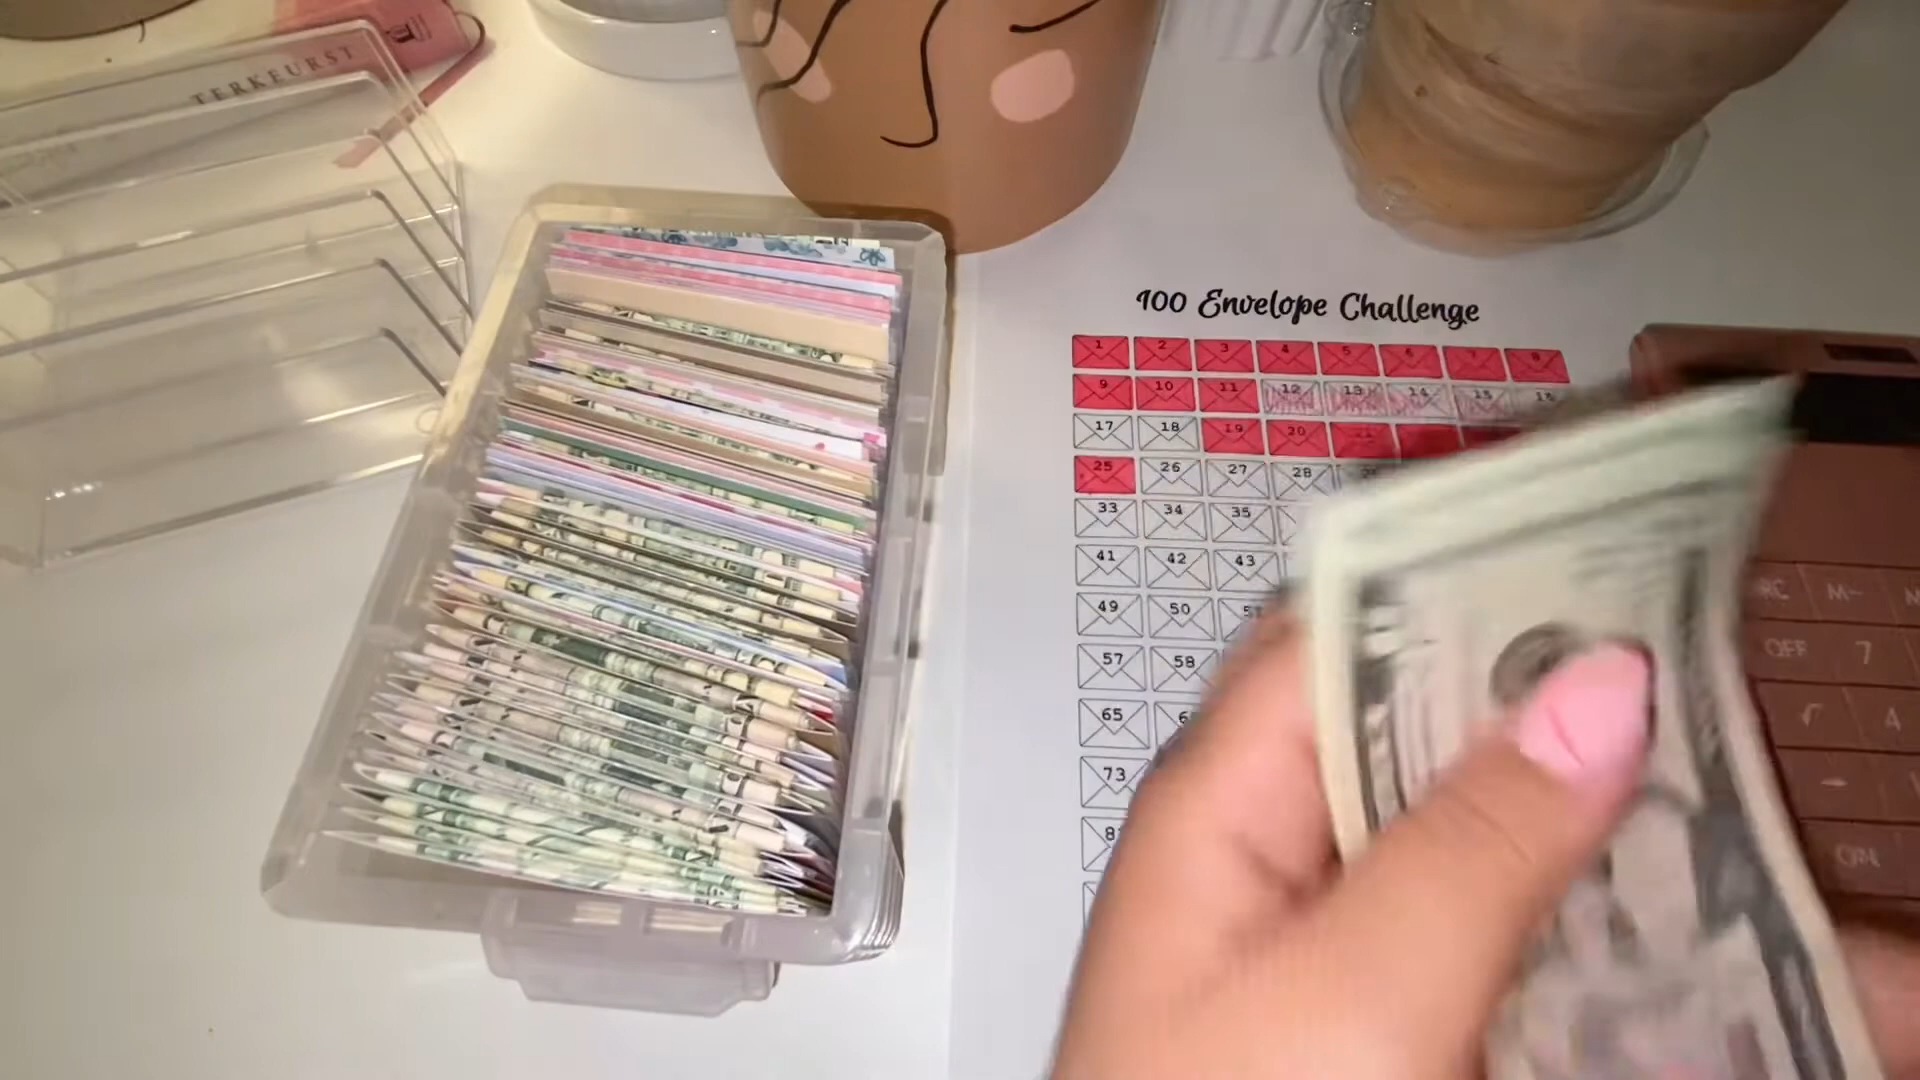 TERKEURST
100 Envelope Challenge
1 2 3 4 5 6 7 8
9 10 11 12 13 14 15 16
17 18 19 20 21
25 26 27 28
33 34 35
41 42 43
49 50
57 58
65
73
M-
OFF 7
√ 4
-
ON